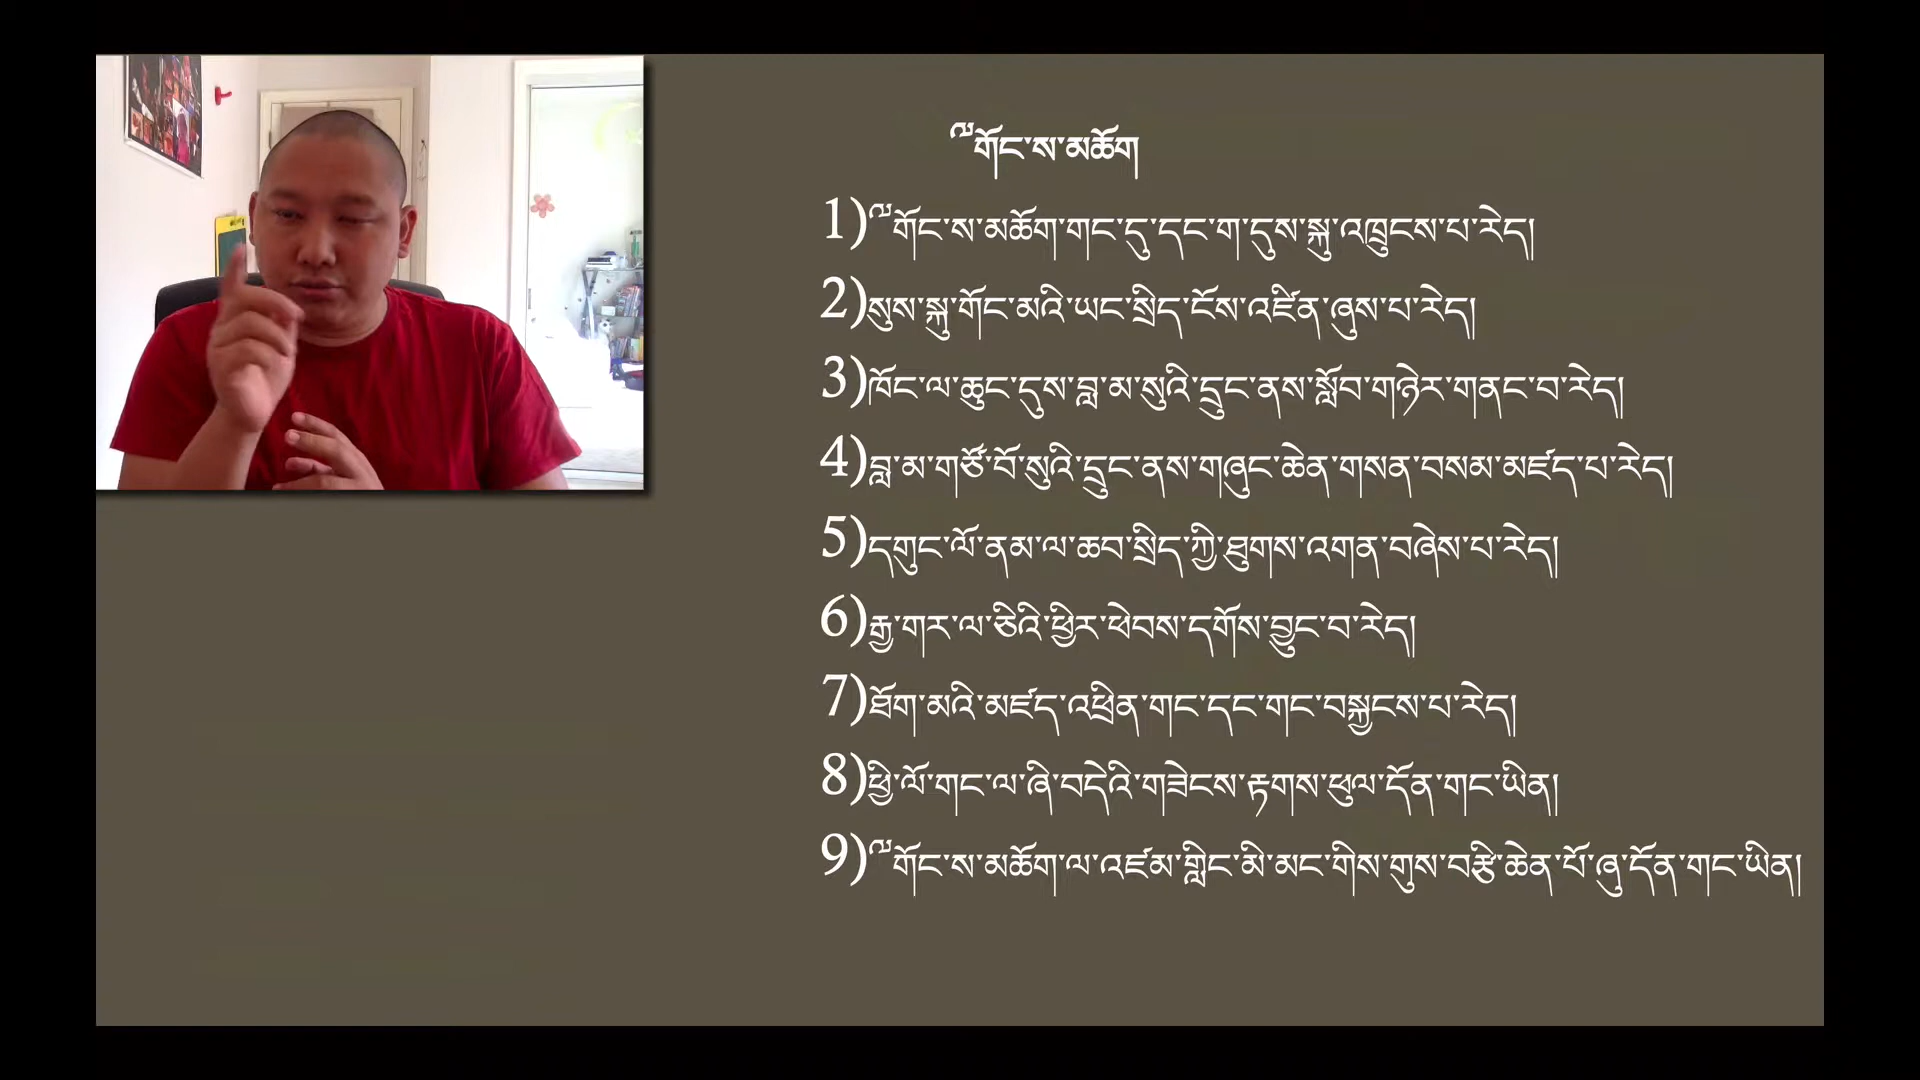 ༸གོང་ས་མཆོག
1)༸གོང་ས་མཆོག་གང་དུ་དང་ག་དུས་སྐུ་འཁྲུངས་པ་རེད།
2)སུས་སྐུ་གོང་མའི་ཡང་སྲིད་ངོས་འཛིན་ཞུས་པ་རེད།
3)ཁོང་ལ་ཆུང་དུས་བླ་མ་སུའི་དྲུང་ནས་སློབ་གཉེར་གནང་བ་རེད།
4)བླ་མ་གཙོ་བོ་སུའི་དྲུང་ནས་གཞུང་ཆེན་གསན་བསམ་མཛད་པ་རེད།
5)དགུང་ལོ་ནམ་ལ་ཆབ་སྲིད་ཀྱི་ཐུགས་འགན་བཞེས་པ་རེད།
6)རྒྱ་གར་ལ་ཅིའི་ཕྱིར་ཕེབས་དགོས་བྱུང་བ་རེད།
7)ཐོག་མའི་མཛད་འཕྲིན་གང་དང་གང་བསྐྱངས་པ་རེད།
8)ཕྱི་ལོ་གང་ལ་ཞི་བདེའི་གཟེངས་རྟགས་ཕུལ་དོན་གང་ཡིན།
9)༸གོང་ས་མཆོག་ལ་འཛམ་གླིང་མི་མང་གིས་གུས་བརྩི་ཆེན་པོ་ཞུ་དོན་གང་ཡིན།